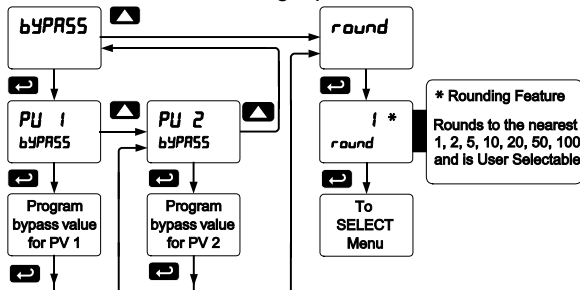 bYPASS
round
PV 1
bYPASS
PV 2
bYPASS
1 *
round
* Rounding Feature
Rounds to the nearest
1, 2, 5, 10, 20, 50, 100
and is User Selectable
Program
bypass value
for PV 1
Program
bypass value
for PV 2
To
SELECT
Menu